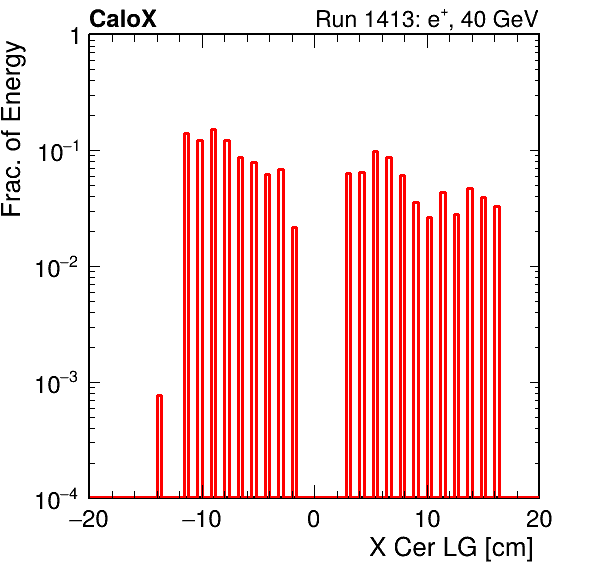 CaloX Run 1413: e⁺, 40 GeV
Frac. of Energy
1
10⁻¹
10⁻²
10⁻³
10⁻⁴
−20 −10 0 10 20
X Cer LG [cm]